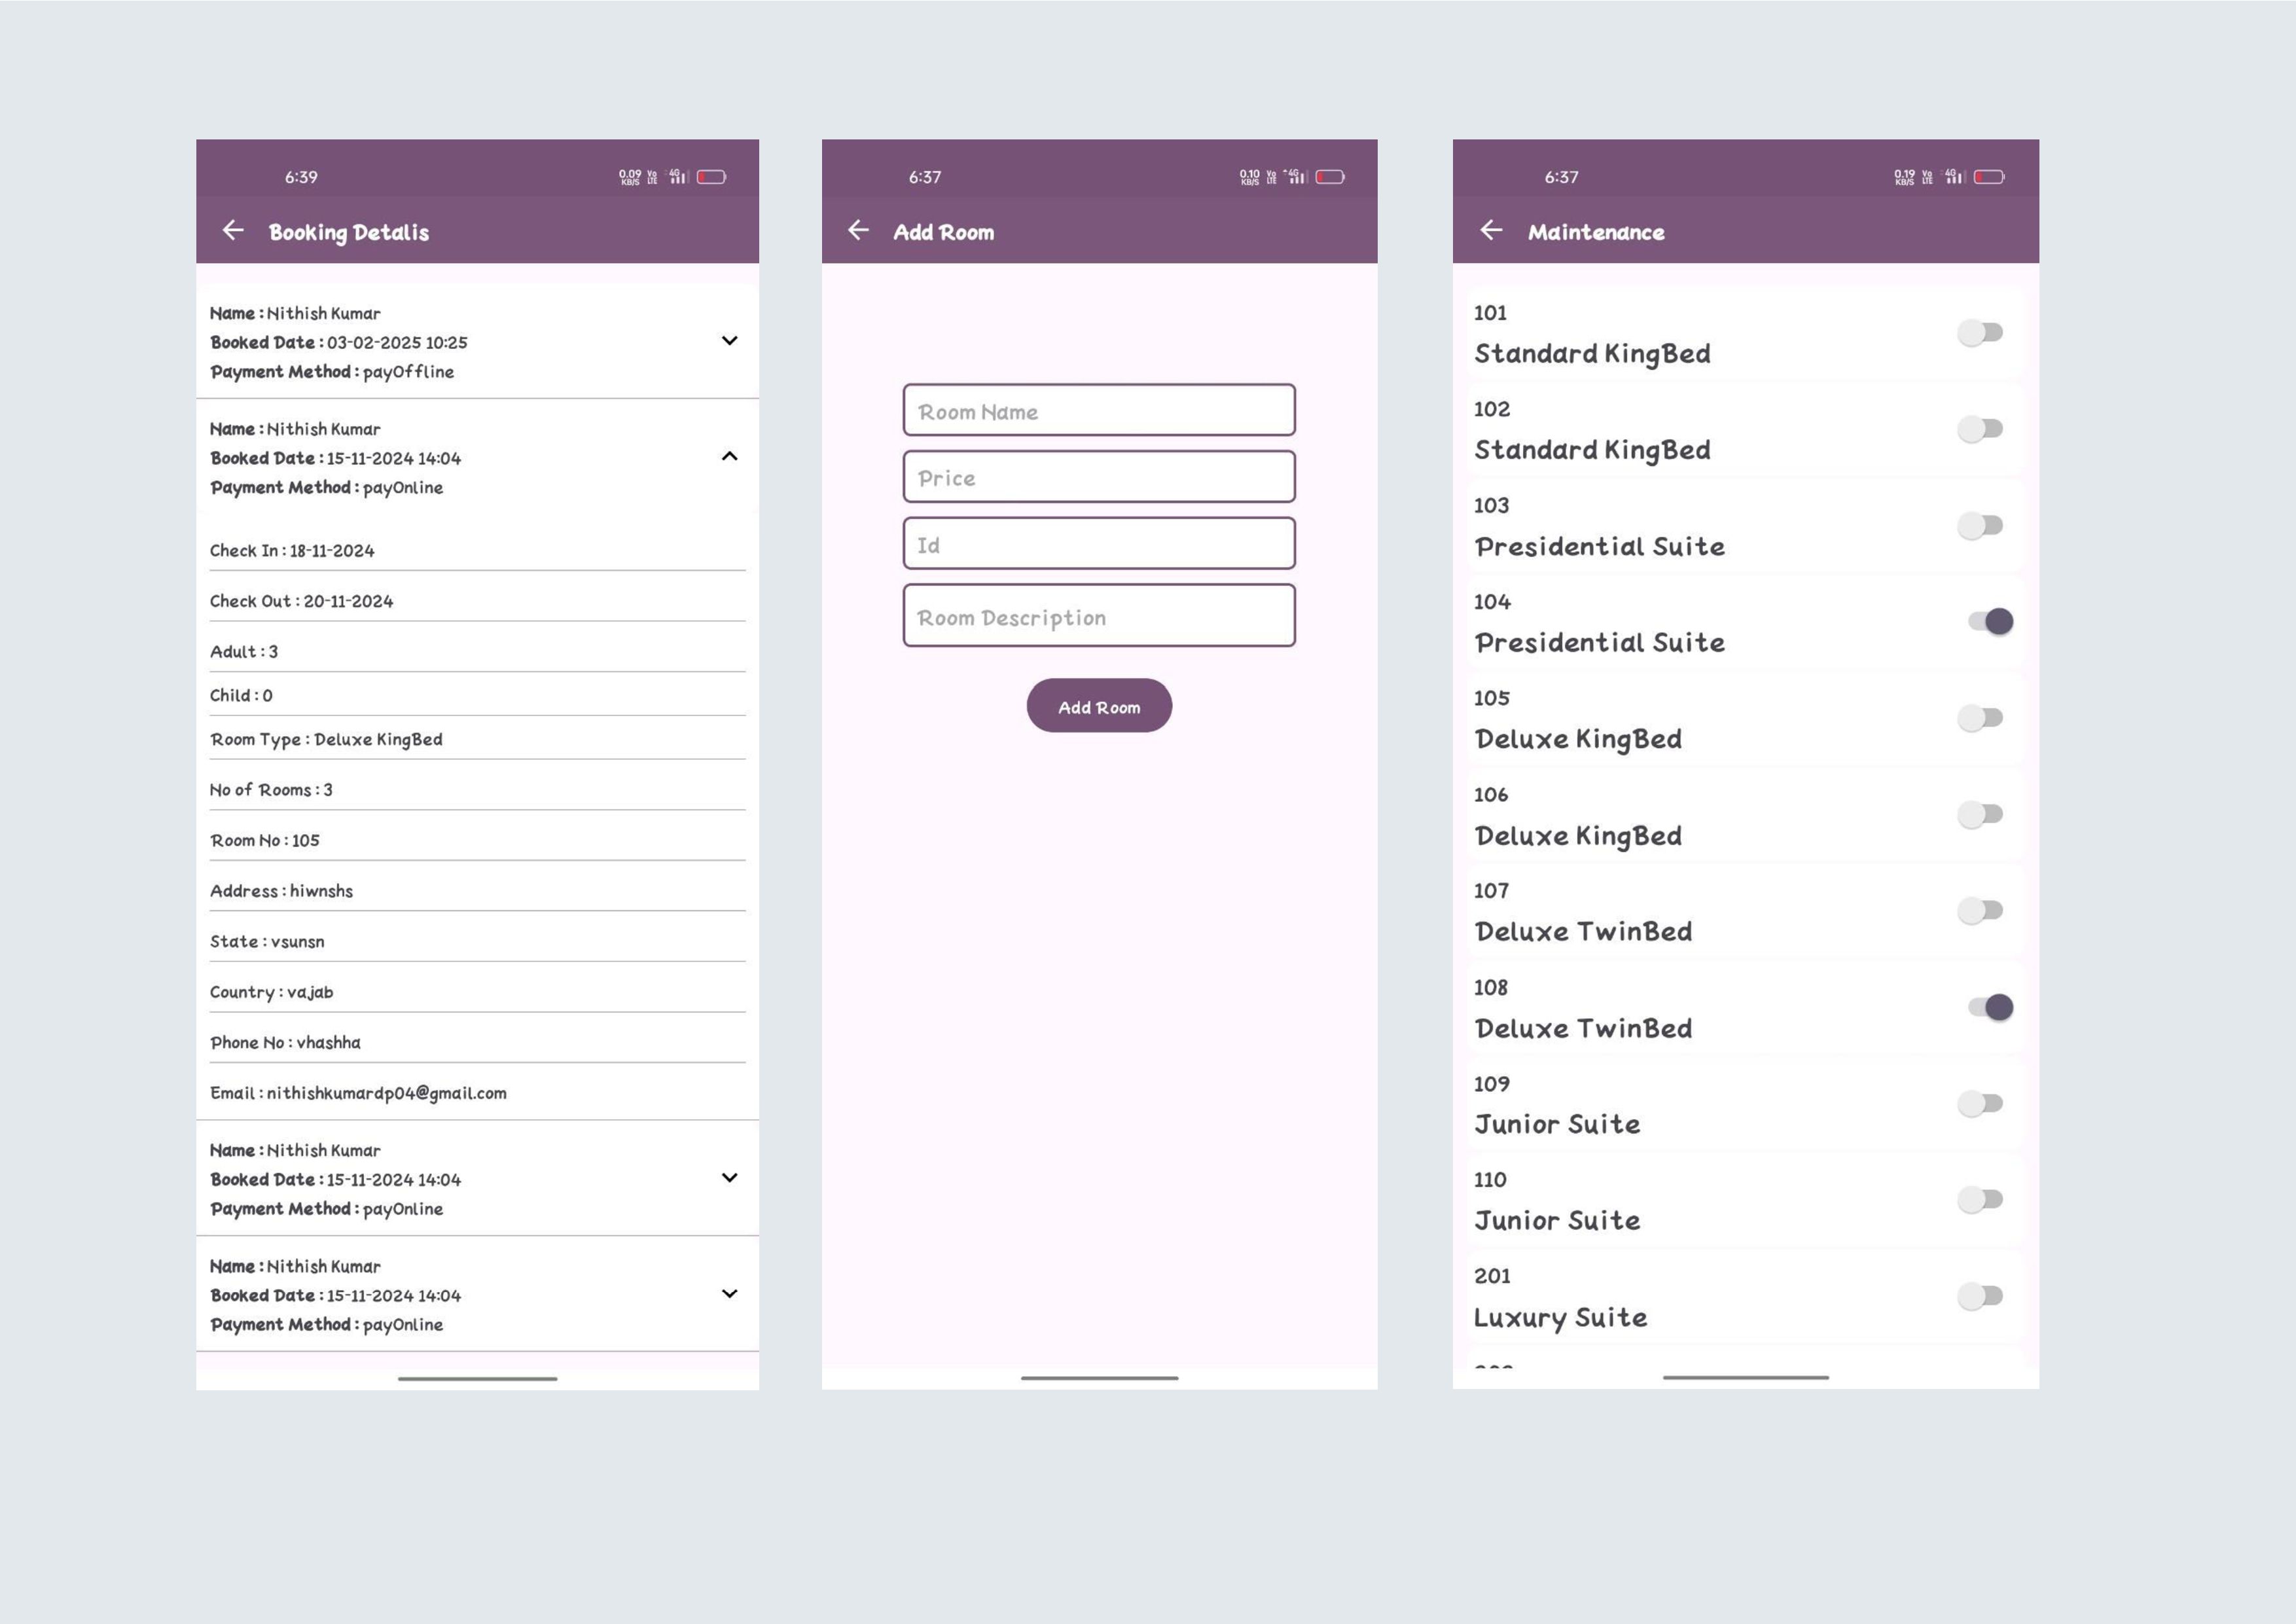 6:39
0.09 KB/S Vo LTE 4G
Booking Detalis
Name : Nithish Kumar
Booked Date : 03-02-2025 10:25
Payment Method : payOffline
Name : Nithish Kumar
Booked Date : 15-11-2024 14:04
Payment Method : payOnline
Check In : 18-11-2024
Check Out : 20-11-2024
Adult : 3
Child : 0
Room Type : Deluxe KingBed
No of Rooms : 3
Room No : 105
Address : hiwnshs
State : vsunsn
Country : vajab
Phone No : vhashha
Email : nithishkumardp04@gmail.com
Name : Nithish Kumar
Booked Date : 15-11-2024 14:04
Payment Method : payOnline
Name : Nithish Kumar
Booked Date : 15-11-2024 14:04
Payment Method : payOnline
6:37
0.10 KB/S Vo LTE 4G
Add Room
Room Name
Price
Id
Room Description
Add Room
6:37
0.19 KB/S Vo LTE 4G
Maintenance
101
Standard KingBed
102
Standard KingBed
103
Presidential Suite
104
Presidential Suite
105
Deluxe KingBed
106
Deluxe KingBed
107
Deluxe TwinBed
108
Deluxe TwinBed
109
Junior Suite
110
Junior Suite
201
Luxury Suite